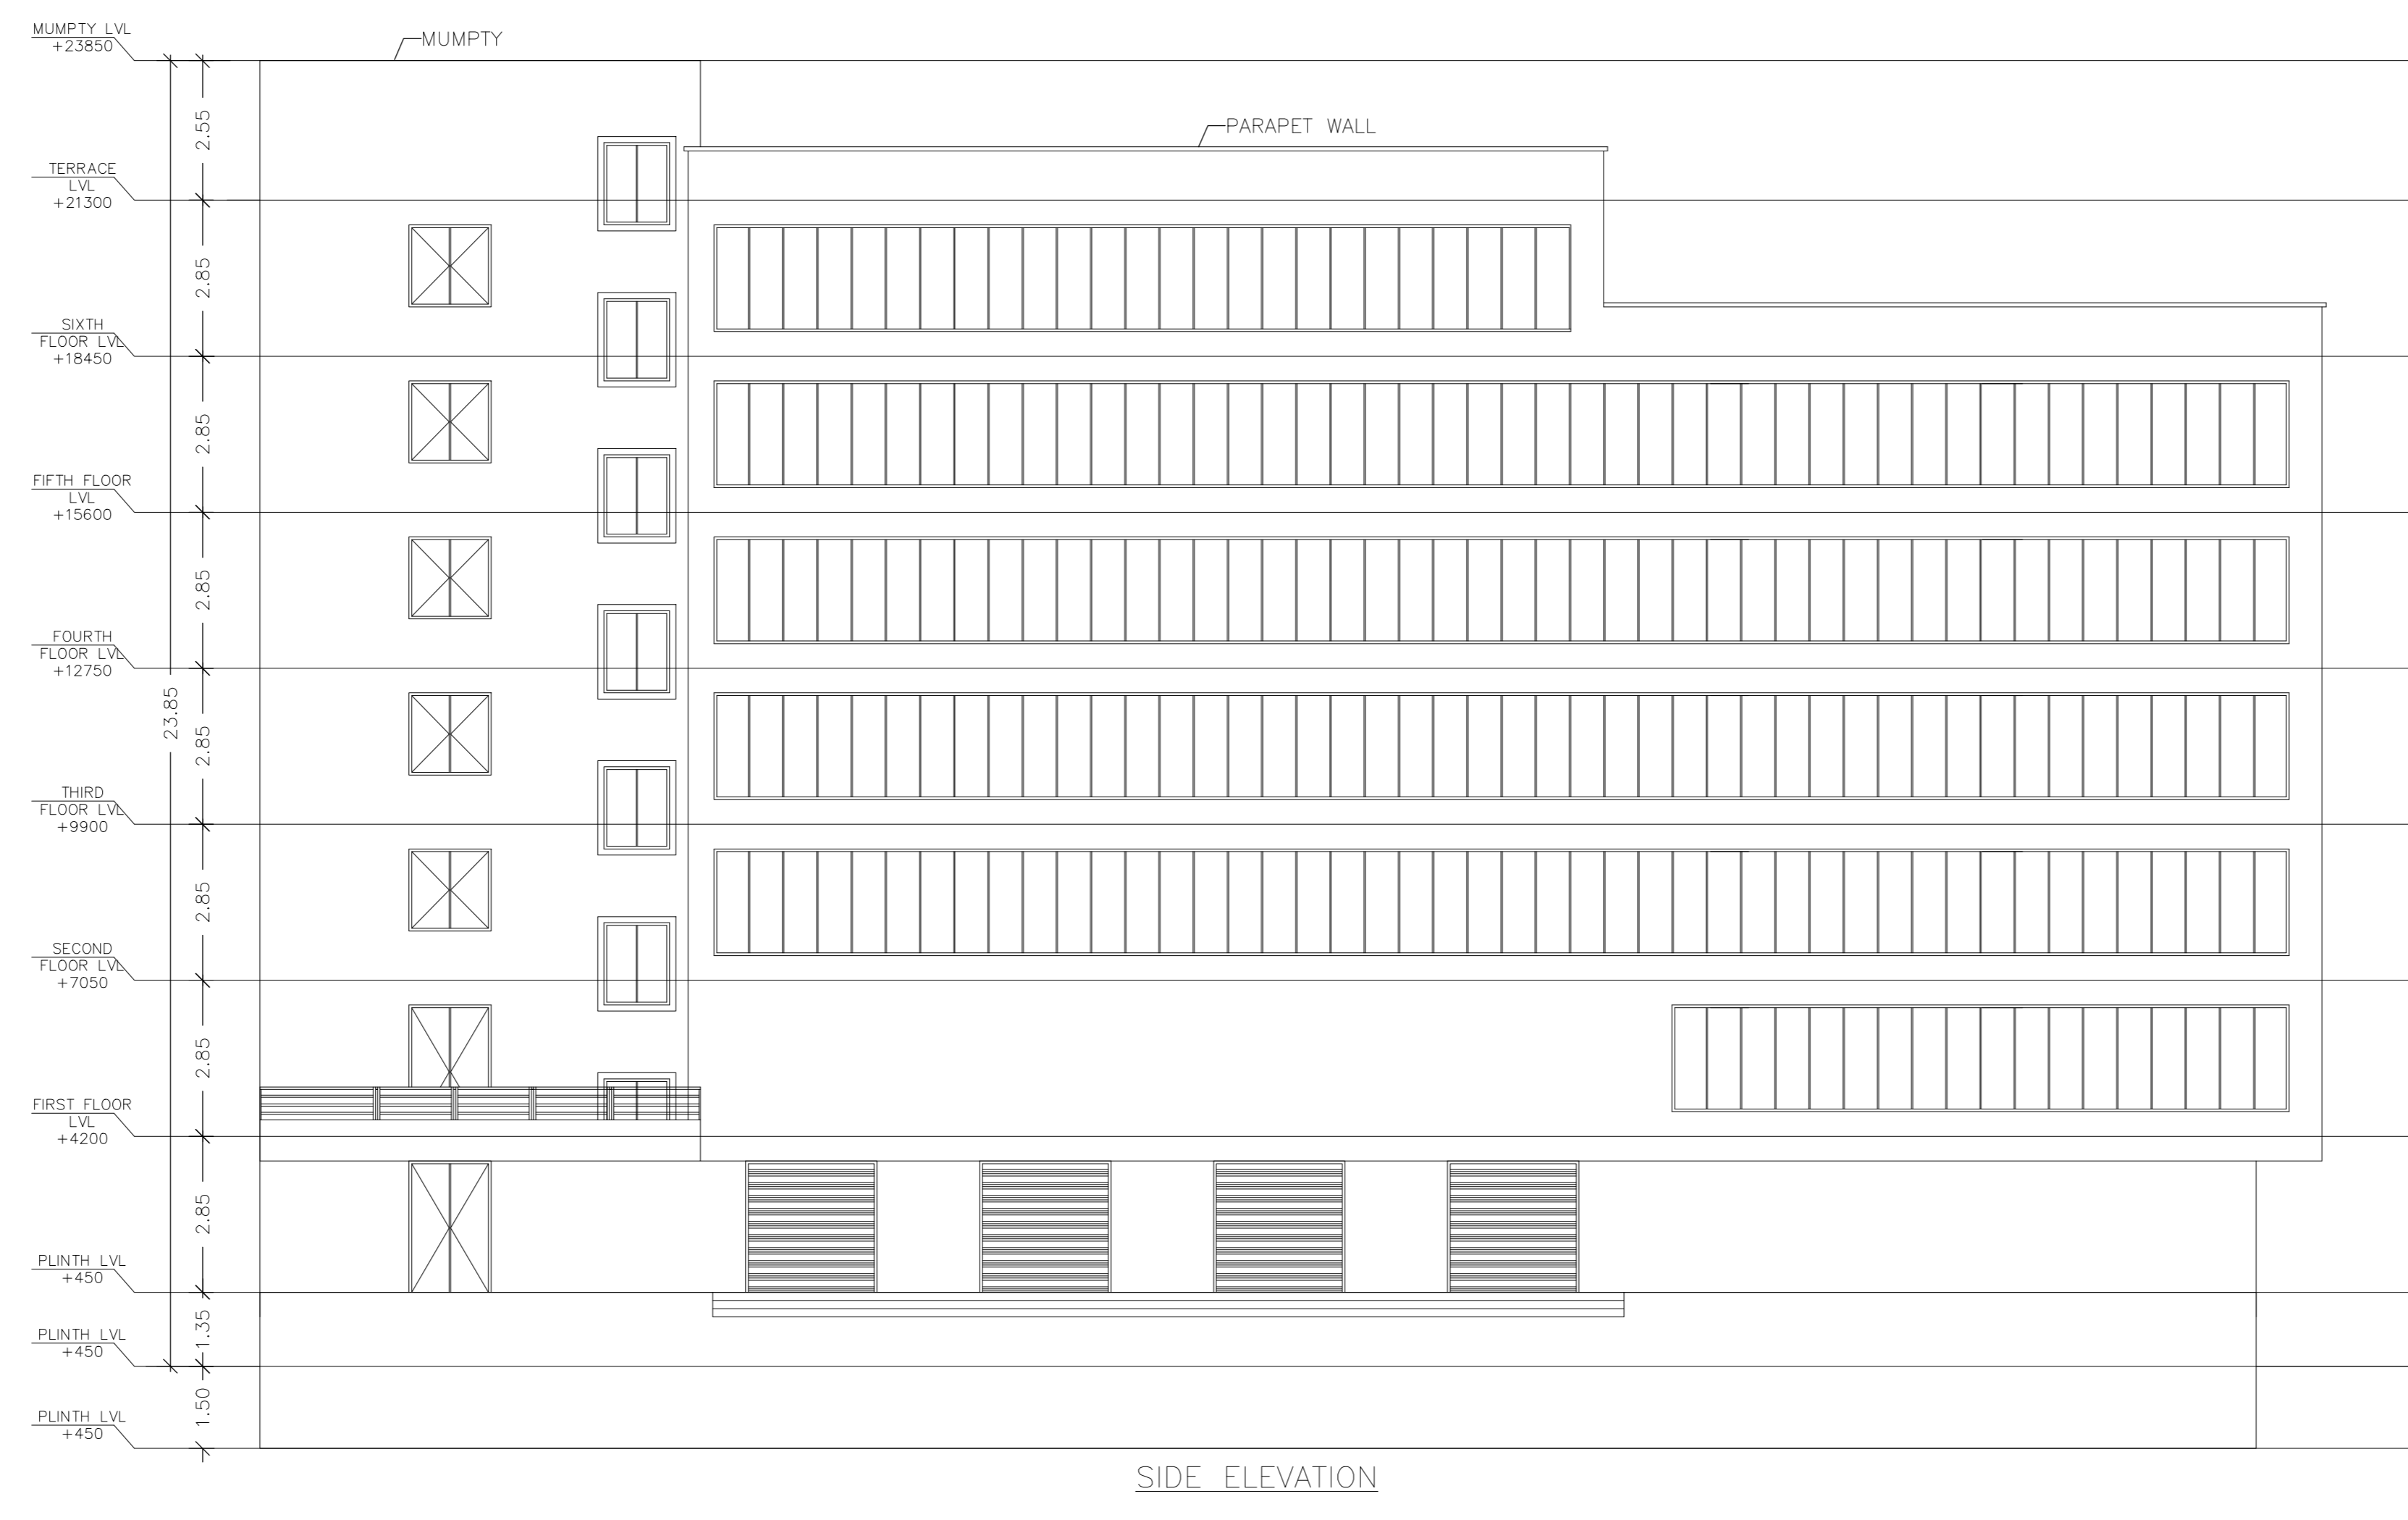 MUMPTY LVL
+23850
MUMPTY
2.55
PARAPET WALL
TERRACE
LVL
+21300
2.85
SIXTH
FLOOR LVL
+18450
2.85
FIFTH FLOOR
LVL
+15600
2.85
FOURTH
FLOOR LVL
+12750
23.85
2.85
THIRD
FLOOR LVL
+9900
2.85
SECOND
FLOOR LVL
+7050
2.85
FIRST FLOOR
LVL
+4200
2.85
PLINTH LVL
+450
1.35
PLINTH LVL
+450
1.50
PLINTH LVL
+450
SIDE ELEVATION